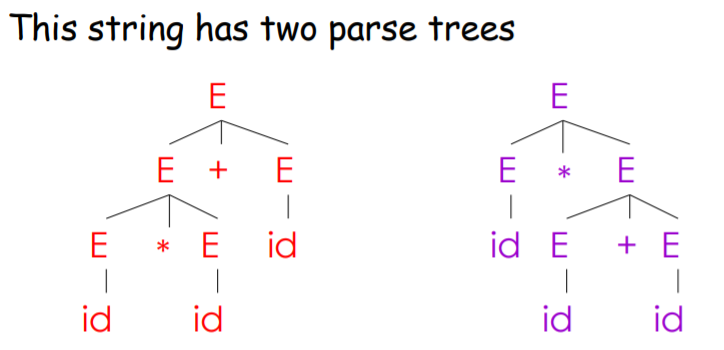 This string has two parse trees
E E
E + E E * E
E * E id id E + E
id id id id